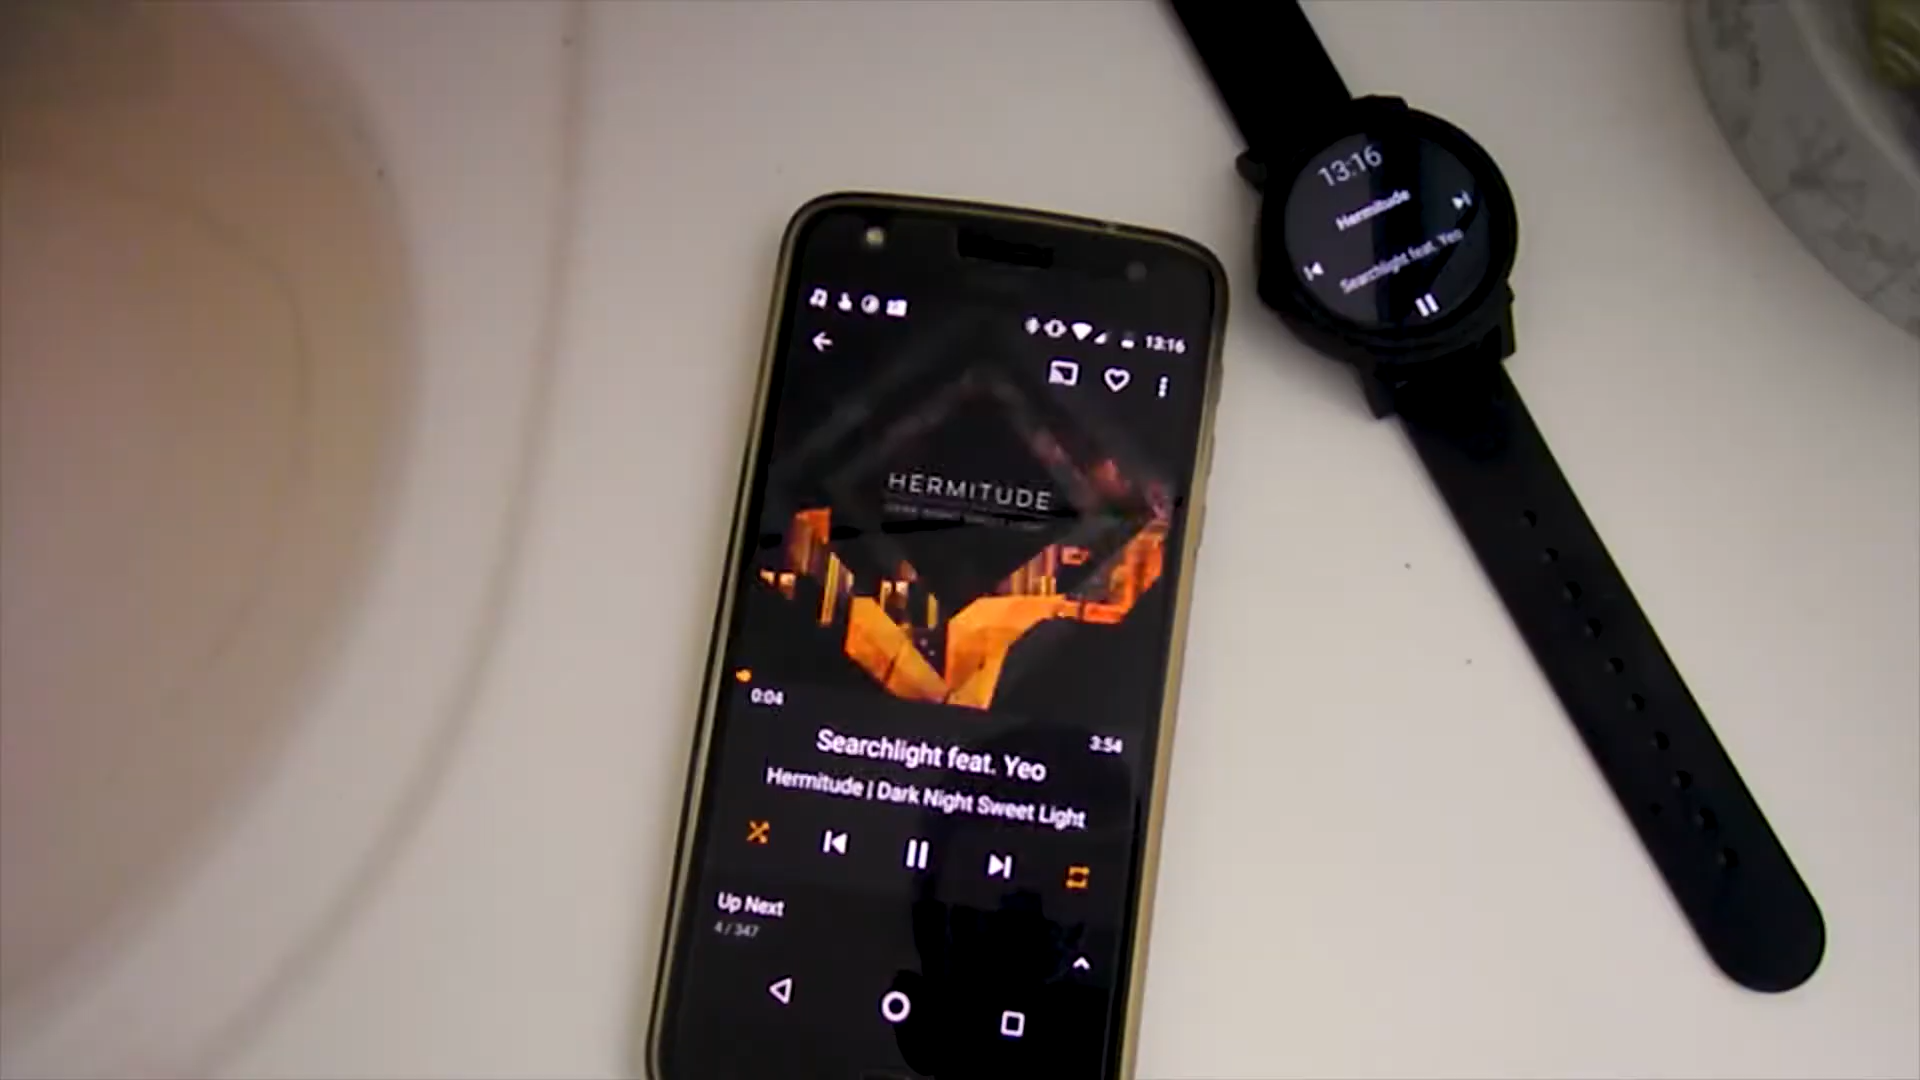 13:16
HERMITUDE
0:04
3:54
Searchlight feat. Yeo
Hermitude | Dark Night Sweet Light
Up Next
4 / 347
13:16
Hermitude
Searchlight feat. Yeo